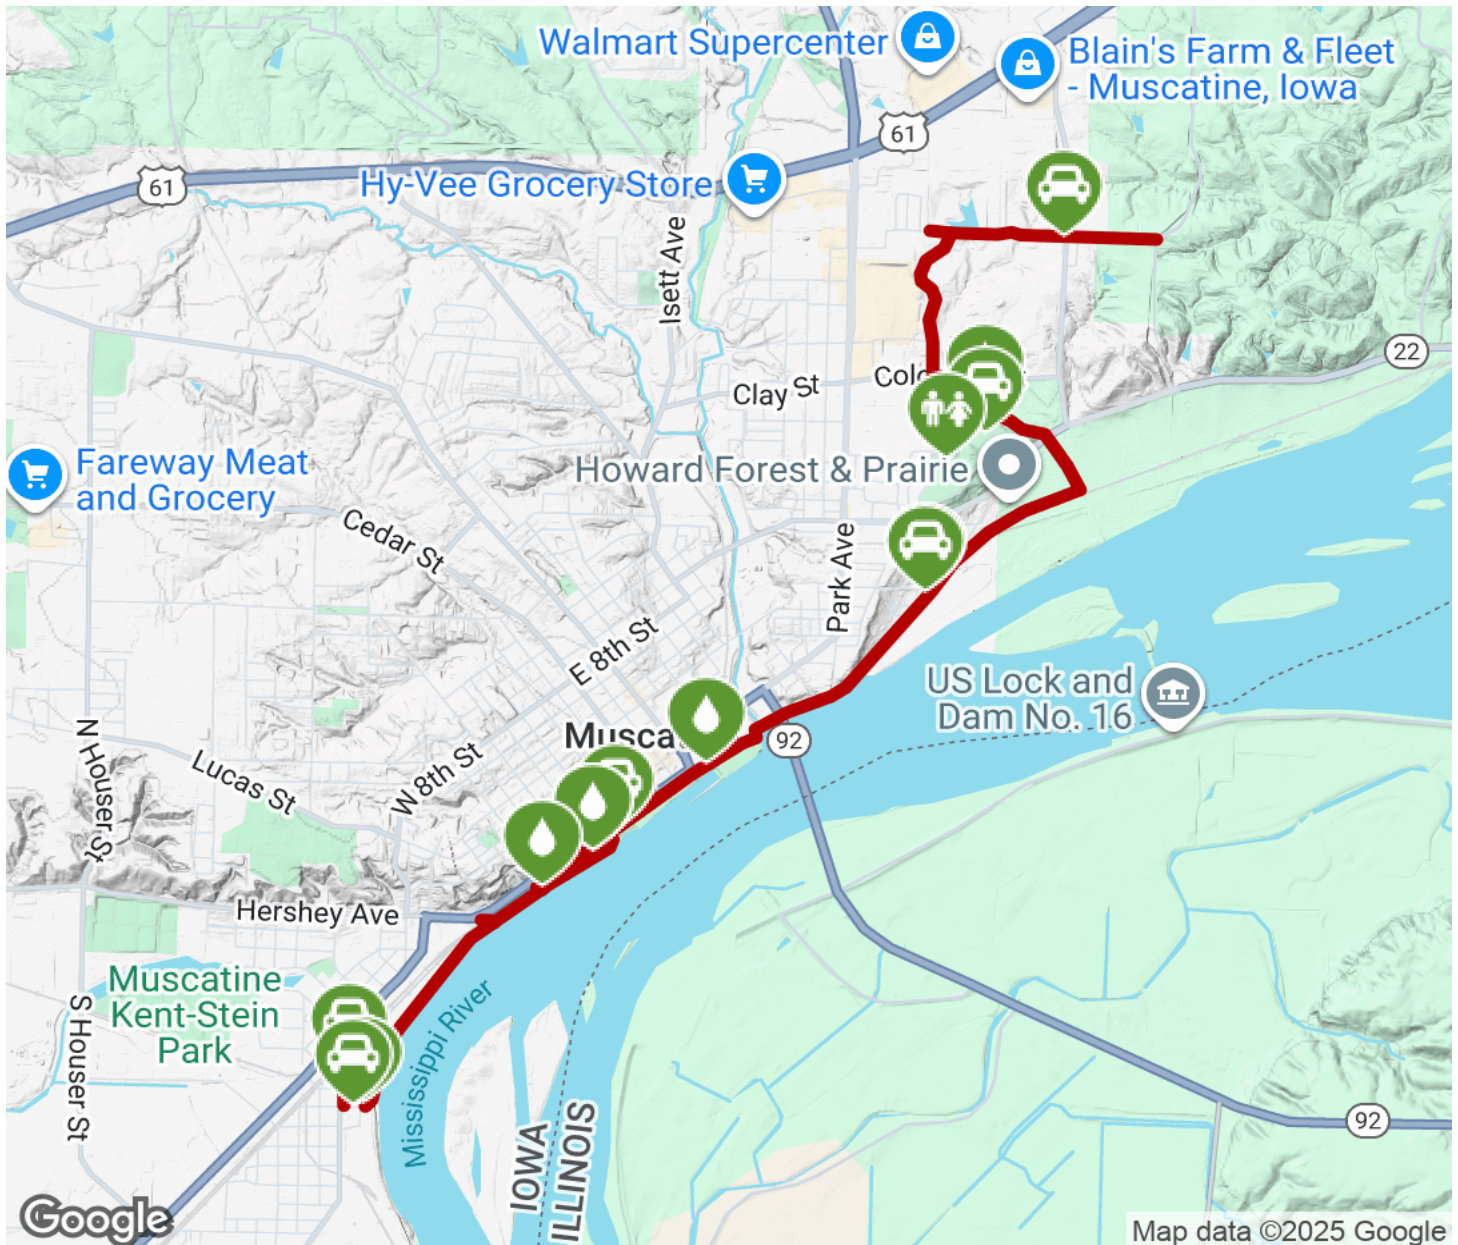 Walmart Supercenter
Blain's Farm & Fleet
- Muscatine, Iowa
61
61
Hy-Vee Grocery Store
Isett Ave
22
Clay St
Colo
Fareway Meat
and Grocery
Howard Forest & Prairie
Cedar St
Park Ave
E 8th St
US Lock and
Dam No. 16
Musca
92
N Houser St
Lucas St
W 8th St
Hershey Ave
Muscatine
Kent-Stein
Park
S Houser St
Mississippi River
IOWA
ILLINOIS
92
Google
Map data ©2025 Google